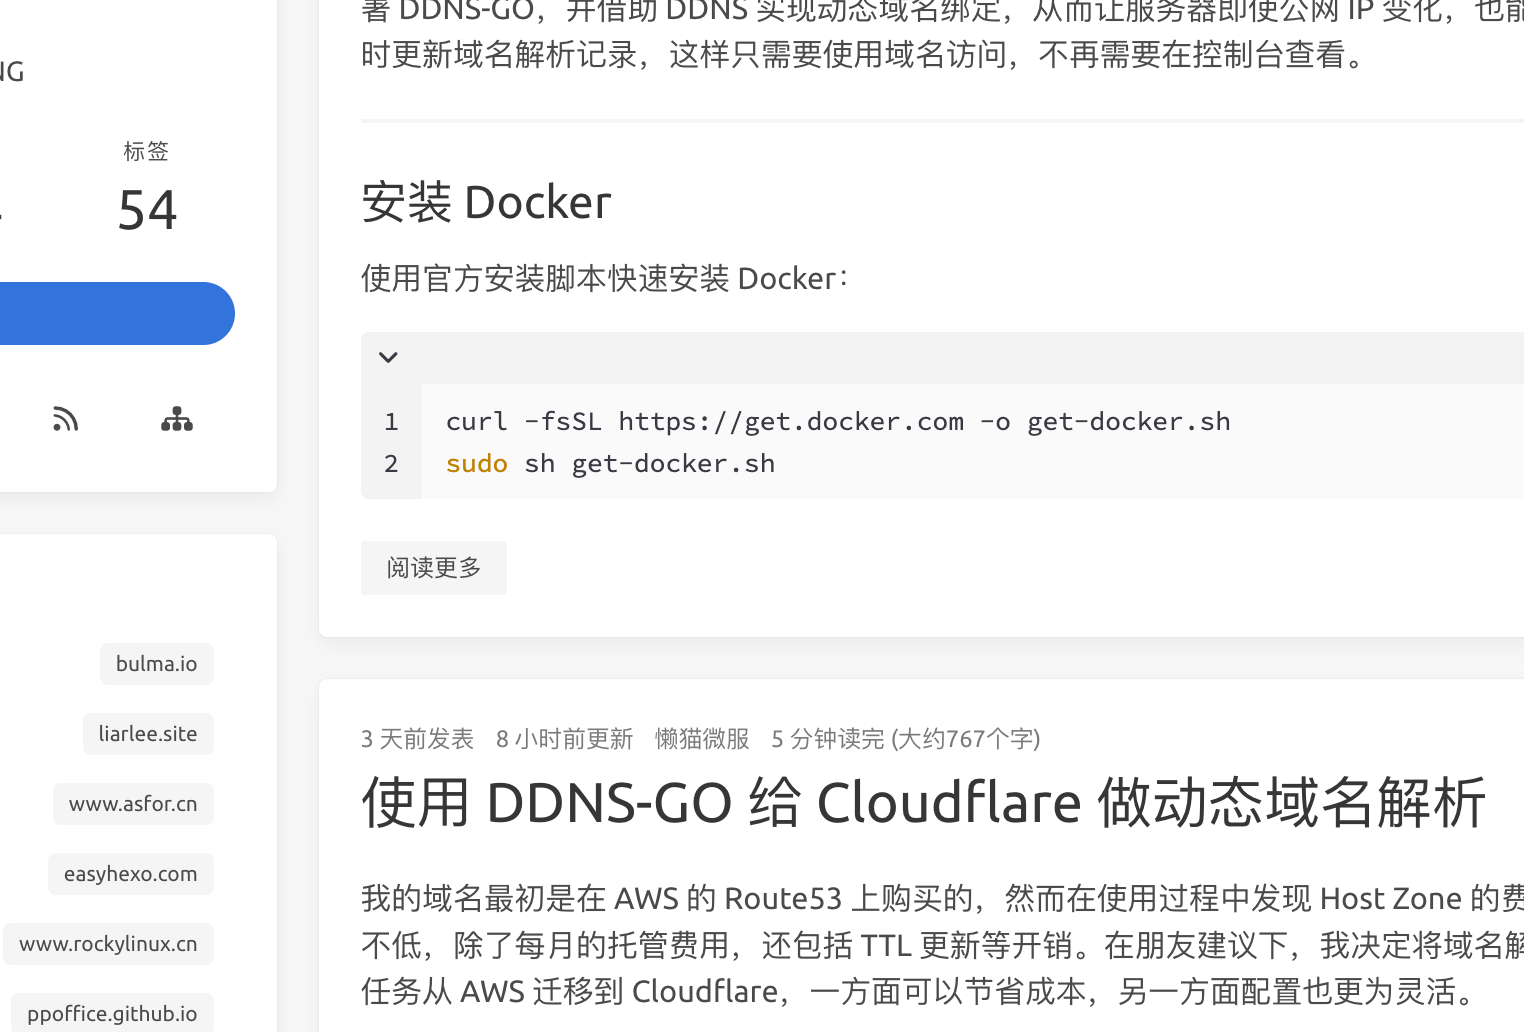 NG
标签
54
bulma.io
liarlee.site
www.asfor.cn
easyhexo.com
www.rockylinux.cn
ppoffice.github.io
署 DDNS-GO，并借助 DDNS 实现动态域名绑定，从而让服务器即使公网 IP 变化，也能
时更新域名解析记录，这样只需要使用域名访问，不再需要在控制台查看。
安装 Docker
使用官方安装脚本快速安装 Docker：
1 curl -fsSL https://get.docker.com -o get-docker.sh
2 sudo sh get-docker.sh
阅读更多
3 天前发表 8 小时前更新 懒猫微服 5 分钟读完 (大约767个字)
使用 DDNS-GO 给 Cloudflare 做动态域名解析
我的域名最初是在 AWS 的 Route53 上购买的，然而在使用过程中发现 Host Zone 的费
不低，除了每月的托管费用，还包括 TTL 更新等开销。在朋友建议下，我决定将域名解
任务从 AWS 迁移到 Cloudflare，一方面可以节省成本，另一方面配置也更为灵活。